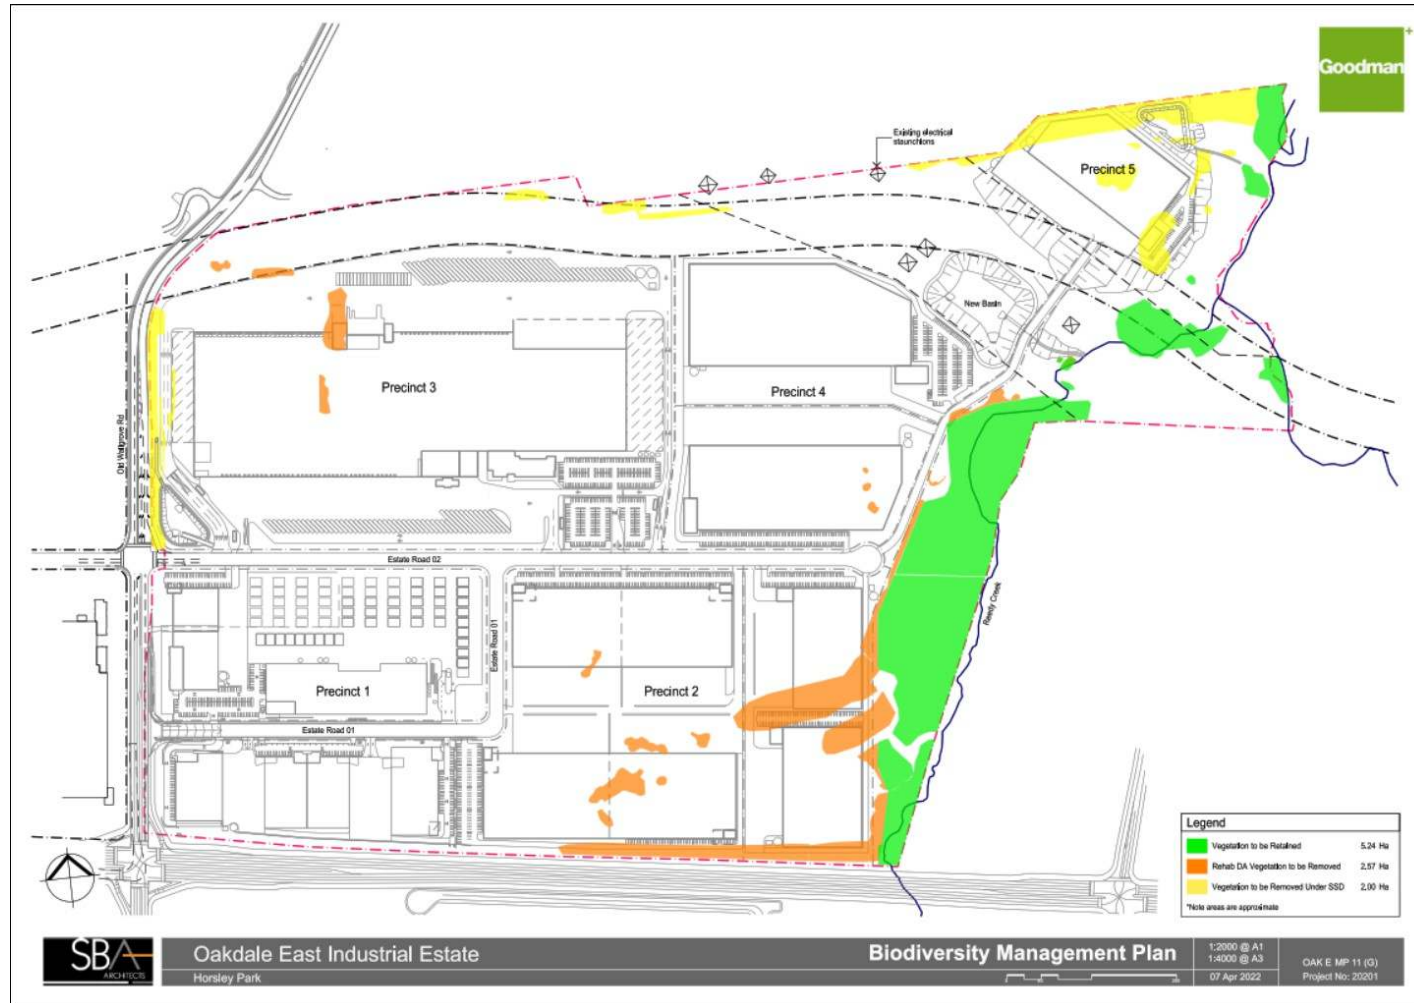 Goodman
Existing electrical
staunchions
Precinct 5
New Basin
Precinct 3
Precinct 4
Old Wallgrove Rd
Estate Road 02
Reedy Creek
Estate Road 01
Precinct 1
Precinct 2
Estate Road 01
Legend
Vegetation to be Retained 5.24 Ha
Rehab DA Vegetation to be Removed 2.57 Ha
Vegetation to be Removed Under SSD 2.00 Ha
*Note areas are approximate
SBA
ARCHITECTS
Oakdale East Industrial Estate
Horsley Park
Biodiversity Management Plan
1:2000 @ A1
1:4000 @ A3
07 Apr 2022
OAK E MP 11 (G)
Project No: 20201